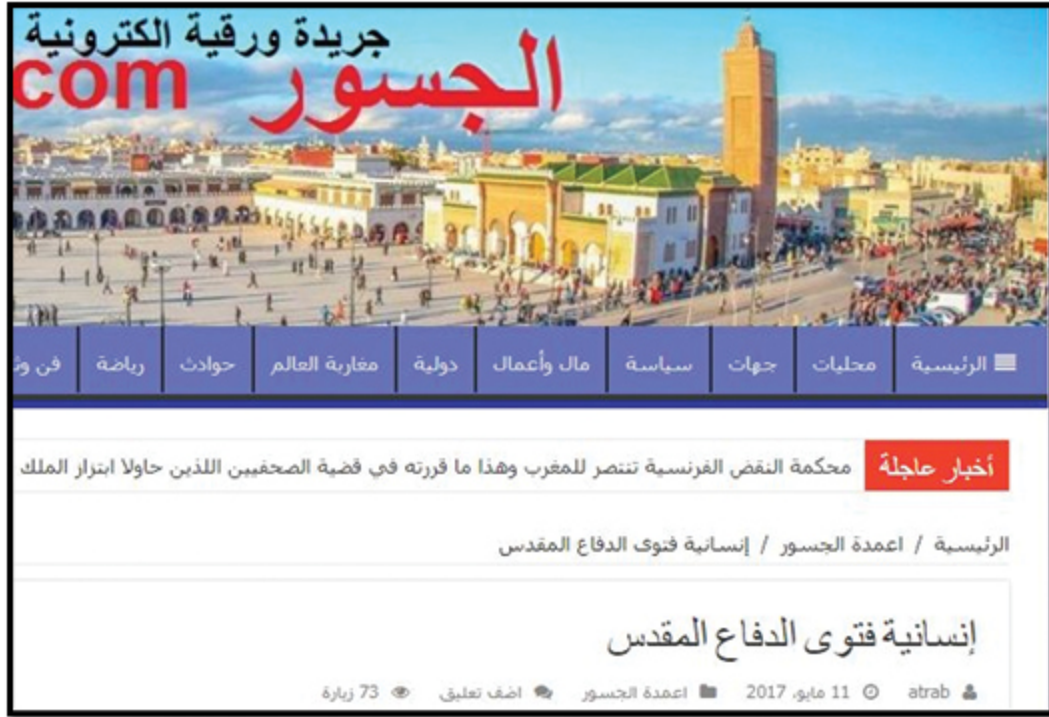 جريدة ورقية الكترونية
الجسور com
الرئيسية محليات جهات سياسة مال وأعمال دولية مغاربة العالم حوادث رياضة فن
أخبار عاجلة محكمة النقض الفرنسية تنتصر للمغرب وهذا ما قررته في قضية الصحفيين اللذين حاولا ابتزاز الملك
الرئيسية / اعمدة الجسور / إنسانية فتوى الدفاع المقدس
إنسانية فتوى الدفاع المقدس
atrab 11 مايو، 2017 اعمدة الجسور اضف تعليق 73 زيارة